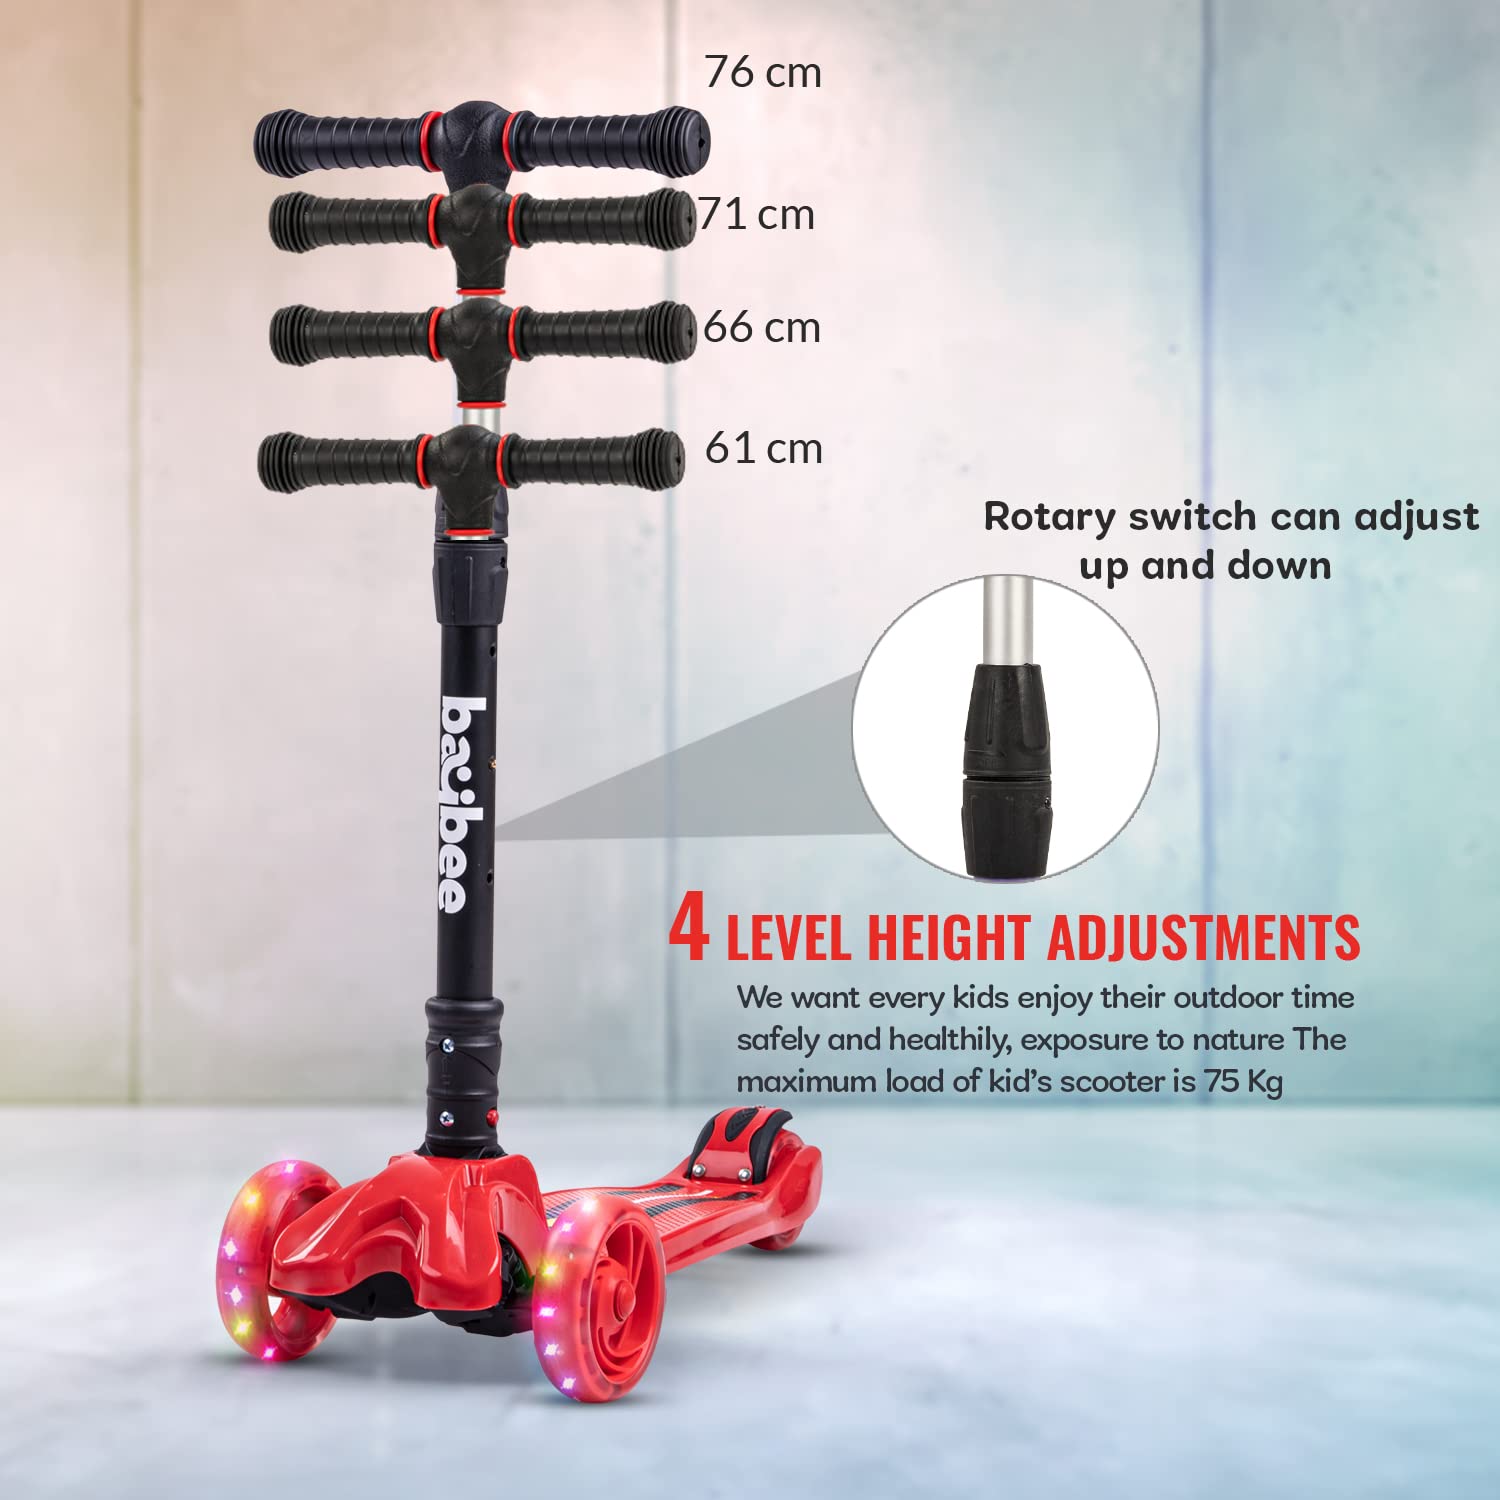 76 cm
71 cm
66 cm
61 cm
Rotary switch can adjust
up and down
baybee
4 LEVEL HEIGHT ADJUSTMENTS
We want every kids enjoy their outdoor time
safely and healthily, exposure to nature The
maximum load of kid's scooter is 75 Kg